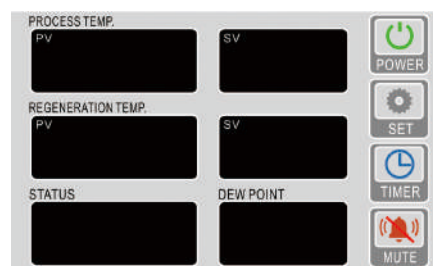 PROCESS TEMP.
PV SV
POWER
SET
REGENERATION TEMP.
PV SV
TIMER
STATUS DEW POINT
MUTE